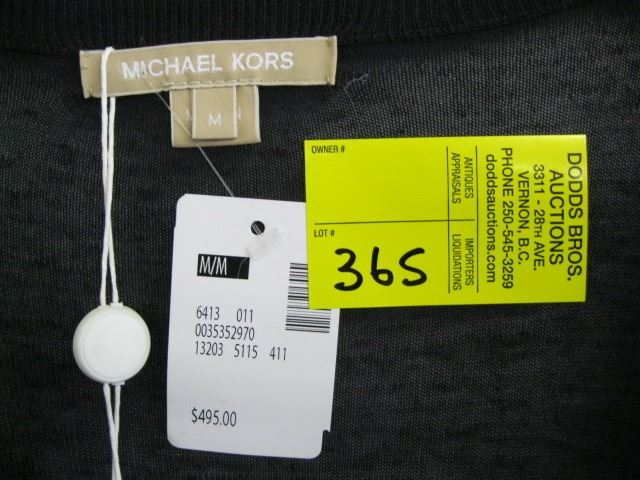 MICHAEL KORS
M
M/M
6413 011
0035352970
13203 5115 411
$495.00
OWNER #
LOT #
365
ANTIQUES
APPRAISALS
IMPORTERS
LIQUIDATIONS
DODDS BROS.
AUCTIONS
3311 - 28TH AVE.
VERNON, B.C.
PHONE 250-545-3259
doddsauctions.com